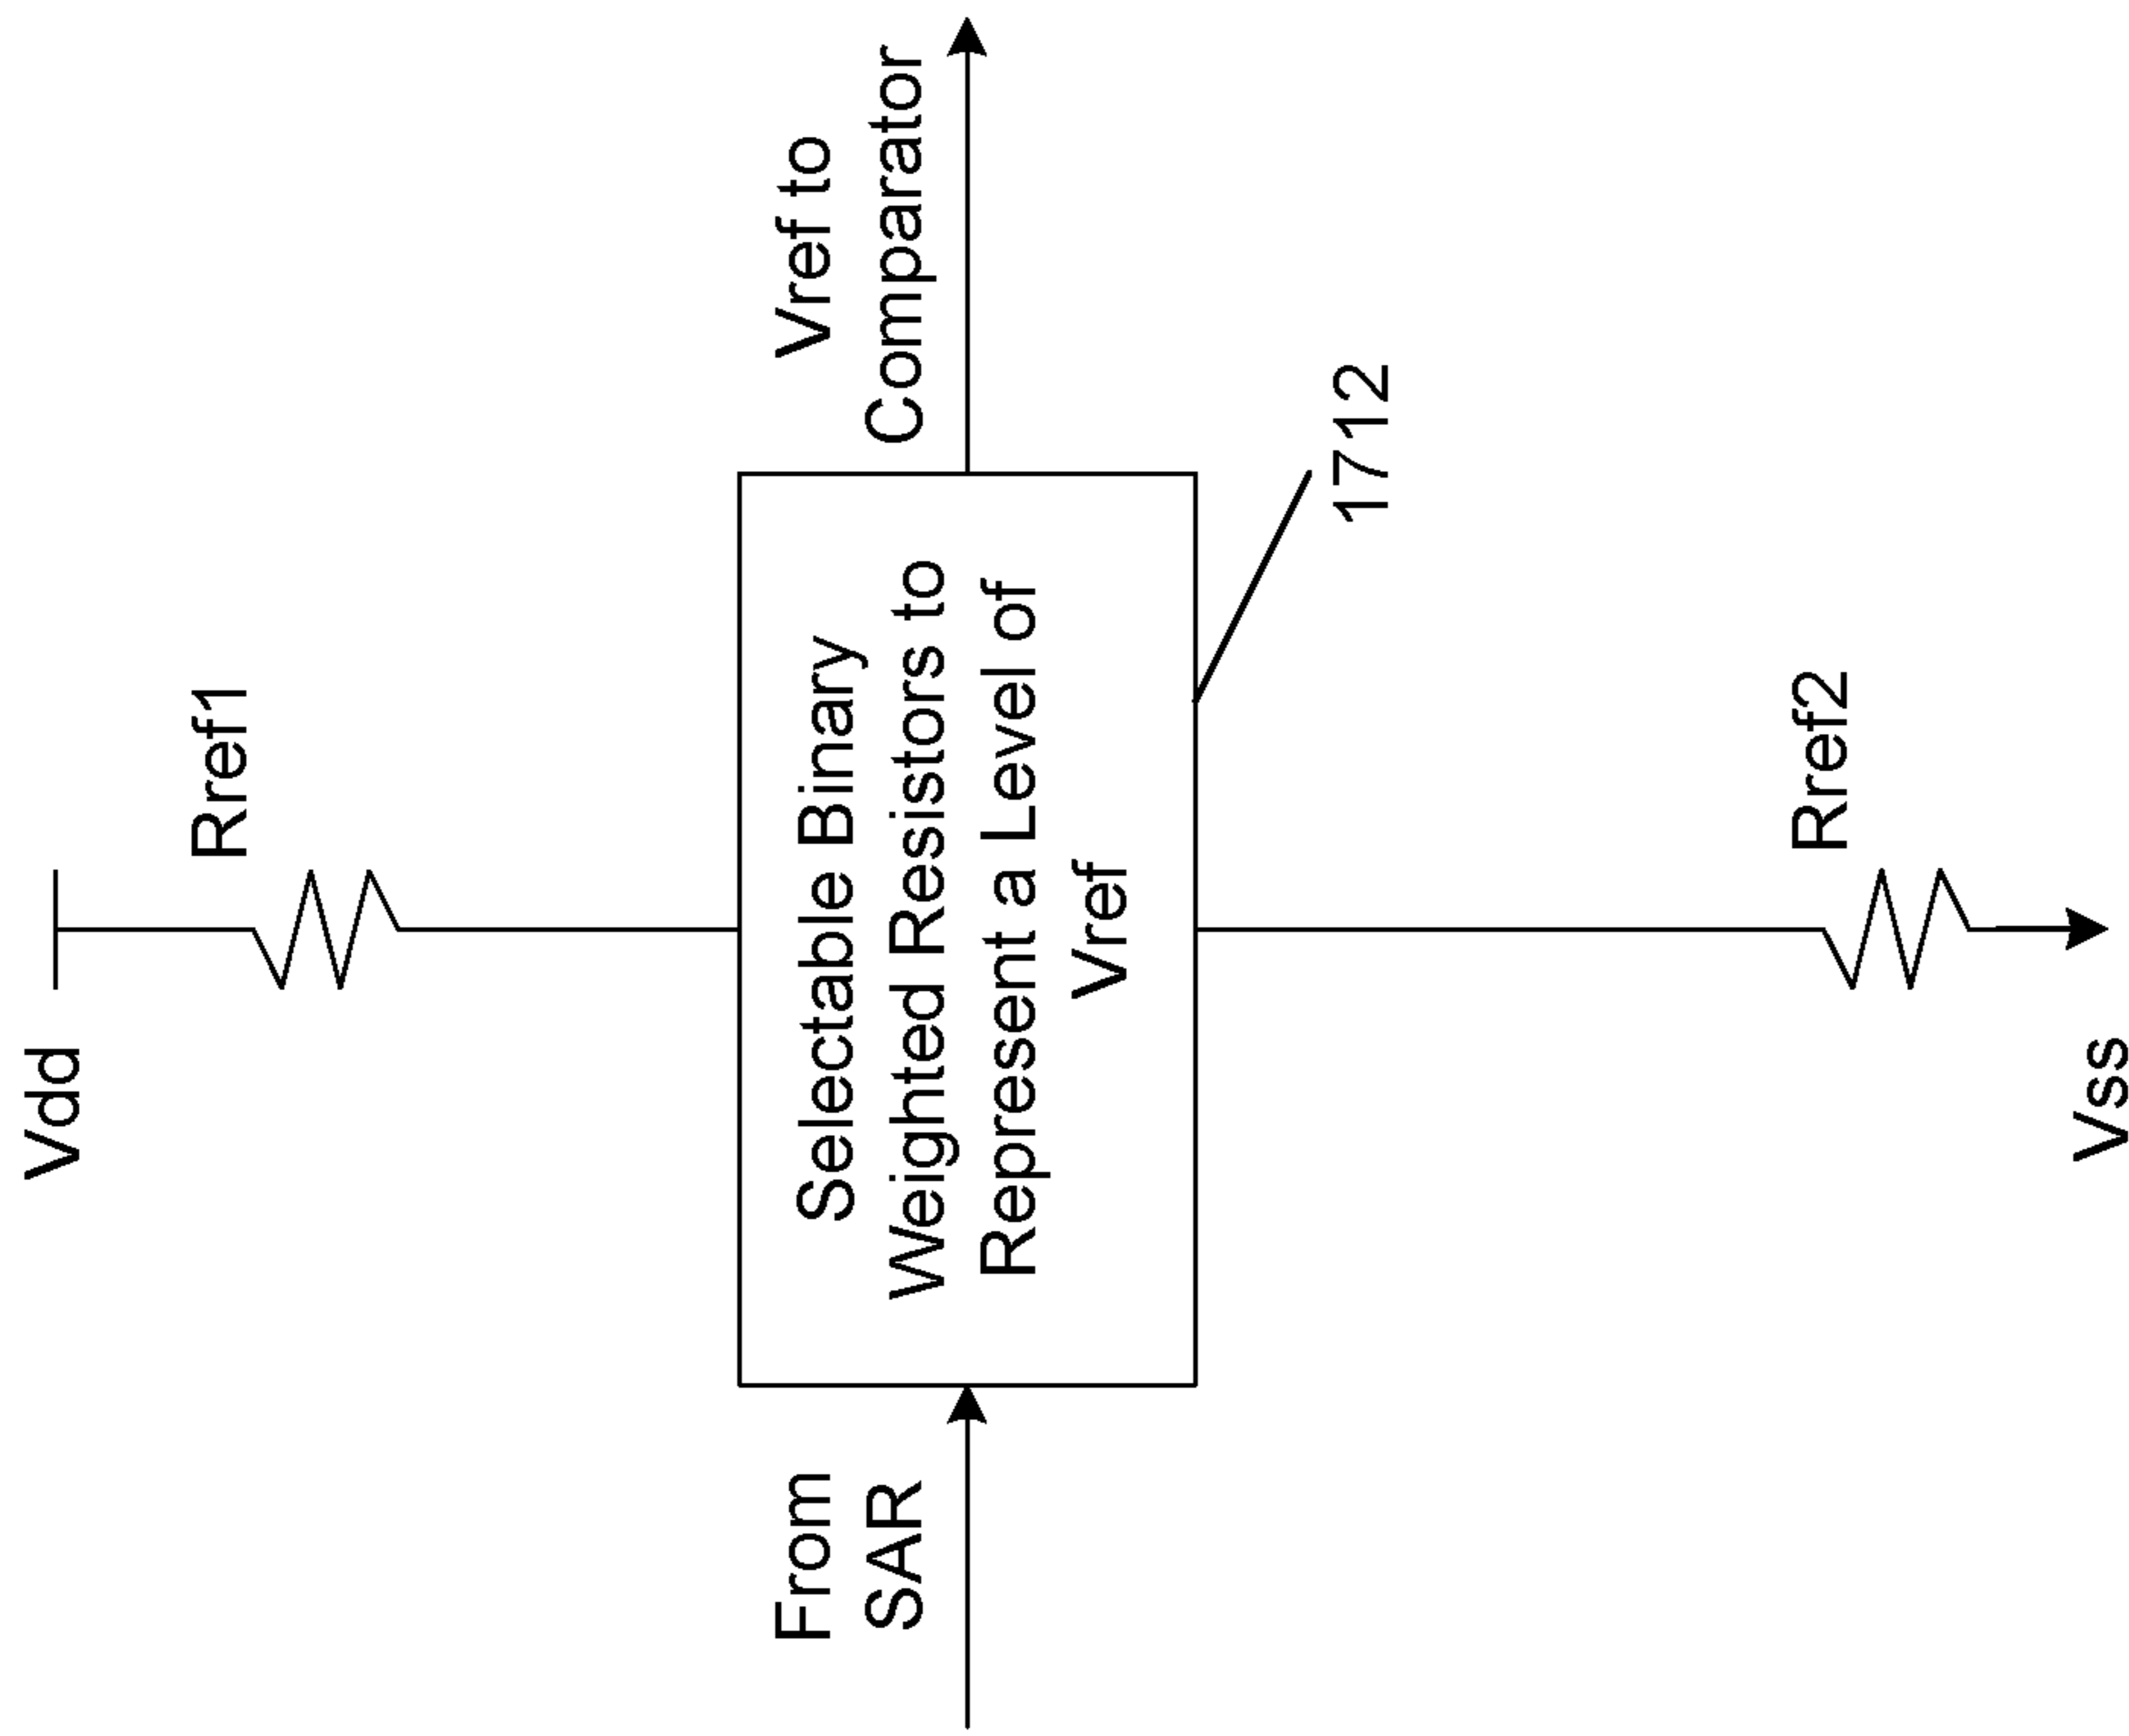 Vdd
Rref1
From
SAR
Selectable Binary
Weighted Resistors to
Represent a Level of
Vref
Vref to
Comparator
1712
Vss
Rref2